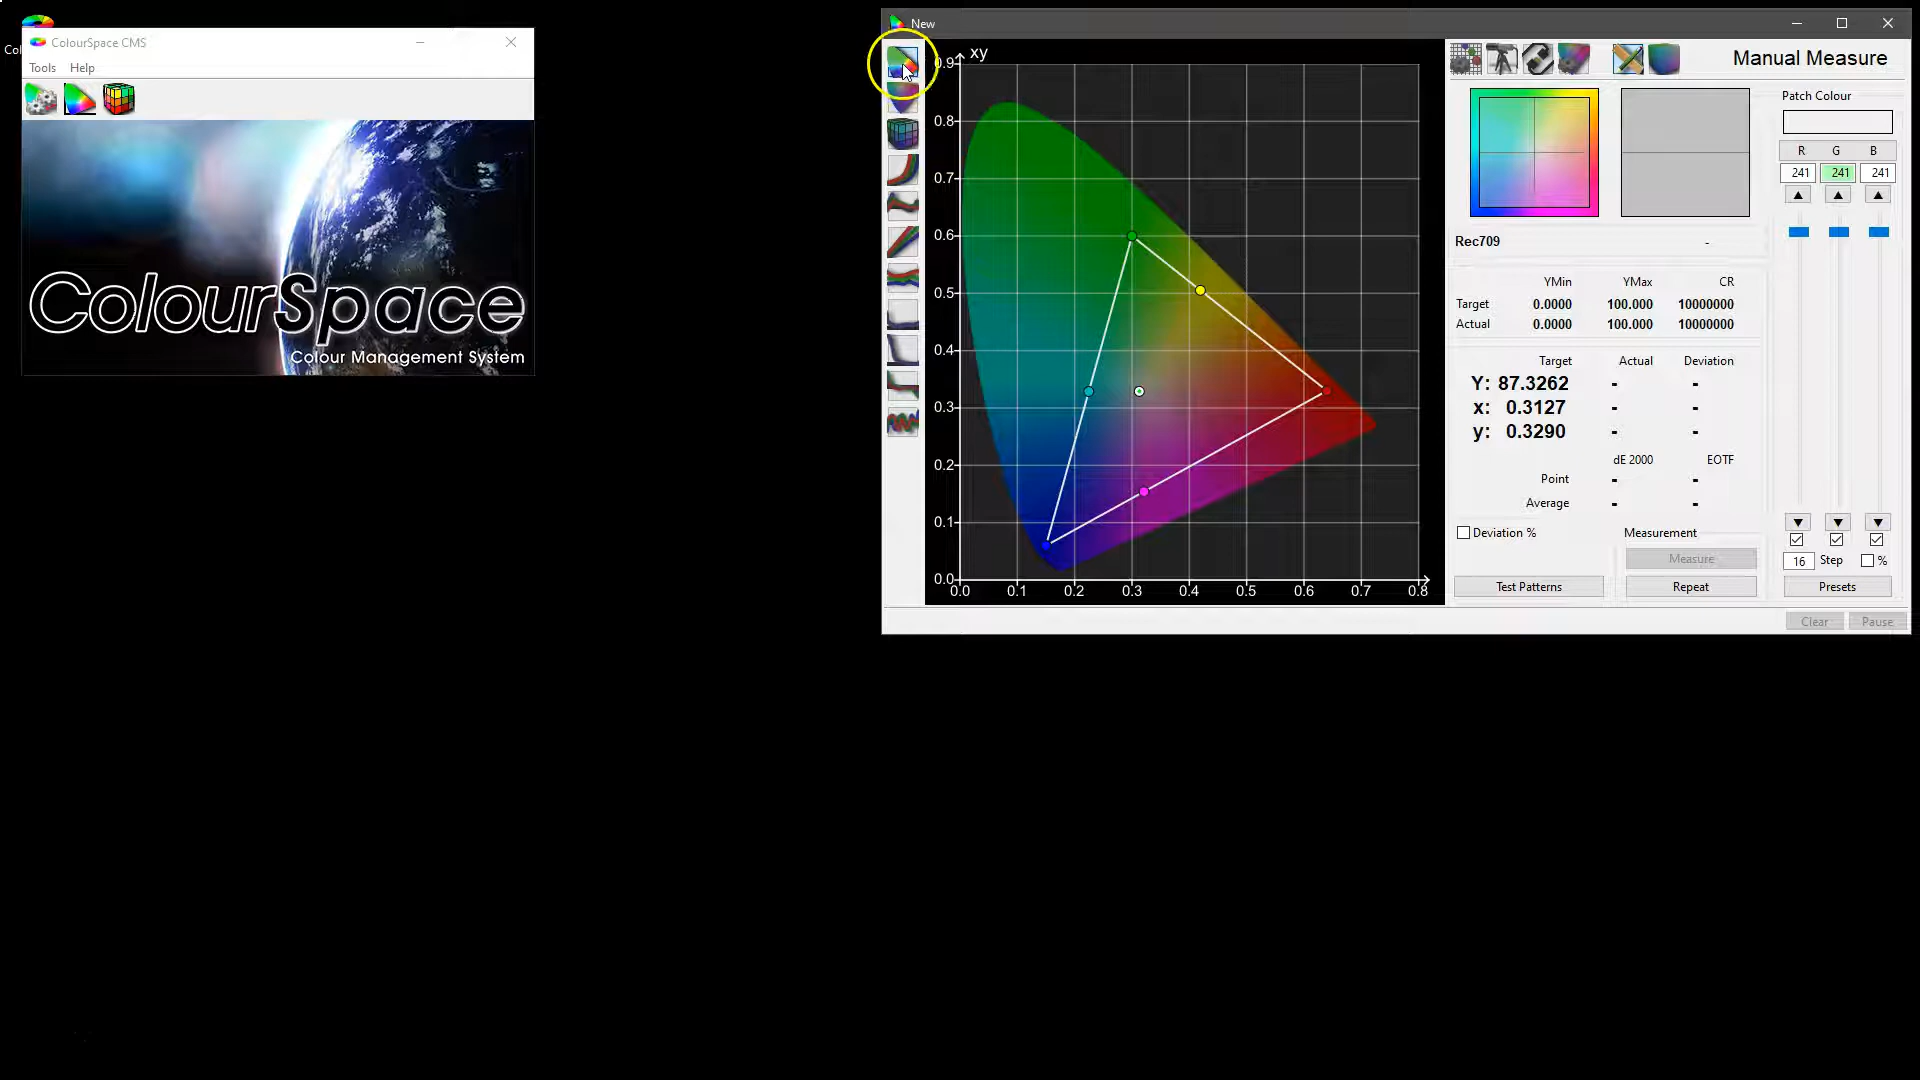 Col
ColourSpace CMS
Tools Help
ColourSpace
Colour Management System
New
xy
0.9
0.8
0.7
0.6
0.5
0.4
0.3
0.2
0.1
0.0
0.0 0.1 0.2 0.3 0.4 0.5 0.6 0.7 0.8
Manual Measure
Patch Colour
R G B
241 241 241
Rec709 -
YMin YMax CR
Target 0.0000 100.000 10000000
Actual 0.0000 100.000 10000000
Target Actual Deviation
Y: 87.3262 - -
x: 0.3127 - -
y: 0.3290 - -
dE 2000 EOTF
Point - -
Average - -
Deviation % Measurement
Measure
16 Step %
Test Patterns Repeat Presets
Clear Pause